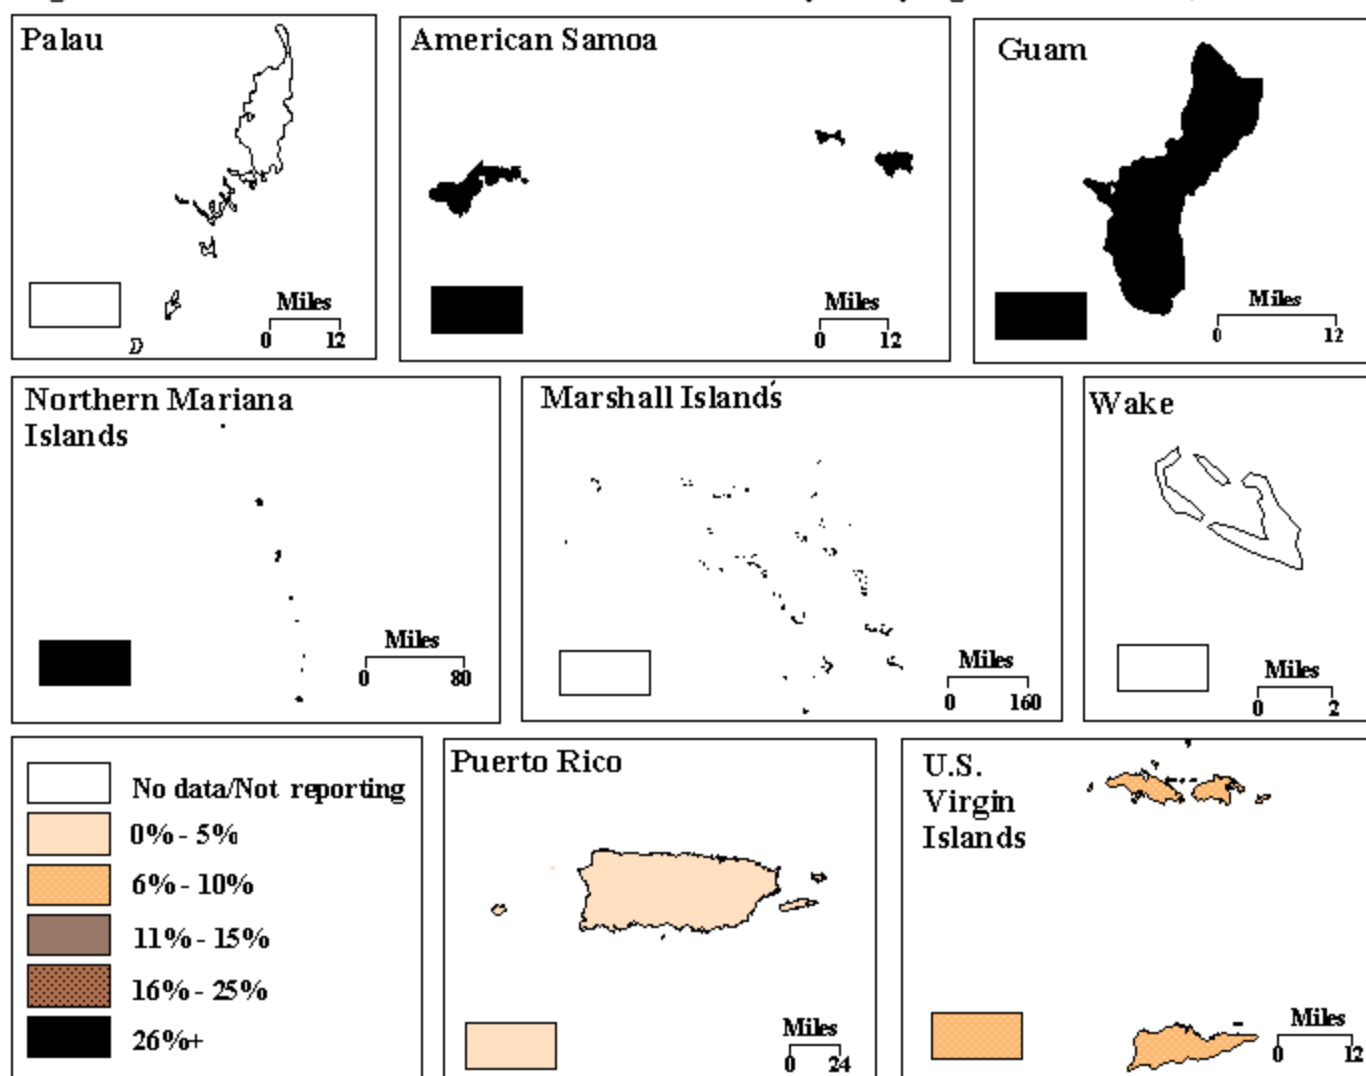 Palau
Miles
0 12
American Samoa
Miles
0 12
Guam
Miles
0 12
Northern Mariana
Islands
Miles
0 80
Marshall Islands
Miles
0 160
Wake
Miles
0 2
No data/Not reporting
0% - 5%
6% - 10%
11% - 15%
16% - 25%
26%+
Puerto Rico
Miles
0 24
U.S.
Virgin
Islands
Miles
0 12